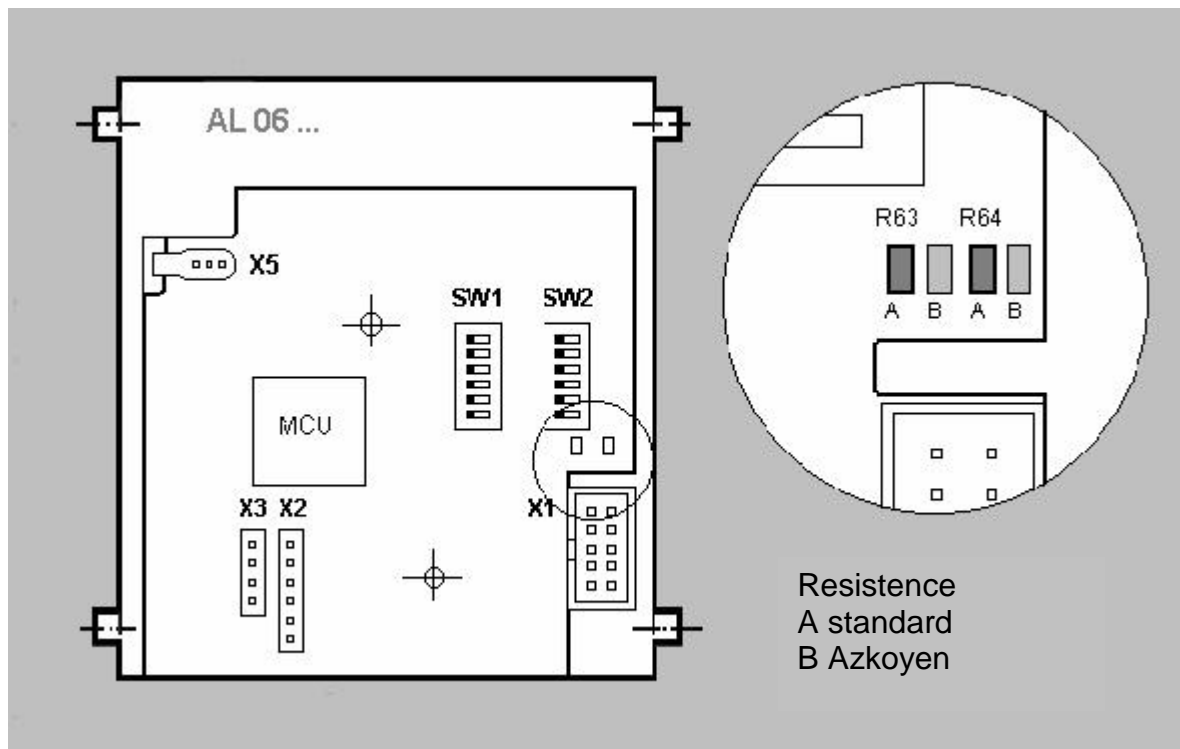 AL 06 ...
X5
SW1 SW2
MCU
X3 X2
X1
R63 R64
A B A B
Resistence
A standard
B Azkoyen